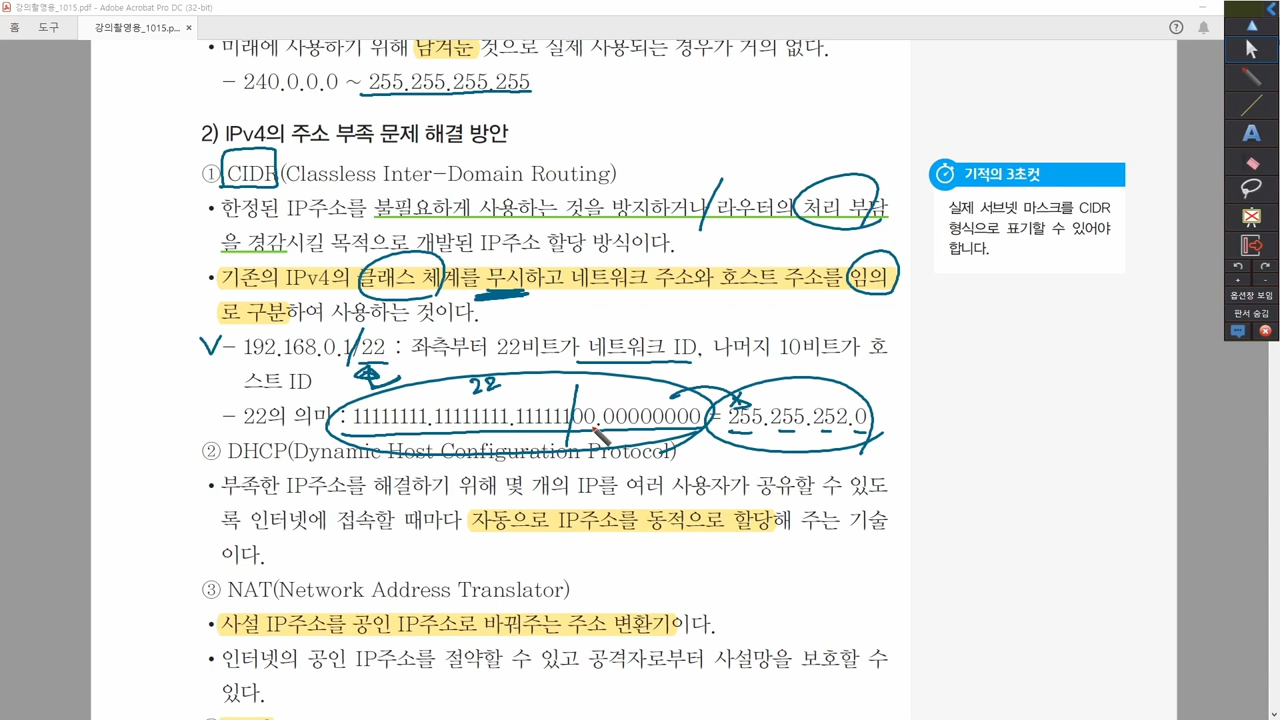 강의촬영용_1015.pdf - Adobe Acrobat Pro DC (32-bit)
홈 도구 강의촬영용_1015.p... ×
• 미래에 사용하기 위해 남겨둔 것으로 실제 사용되는 경우가 거의 없다.
- 240.0.0.0 ~ 255.255.255.255
2) IPv4의 주소 부족 문제 해결 방안
① CIDR(Classless Inter-Domain Routing)
• 한정된 IP주소를 불필요하게 사용하는 것을 방지하거나 라우터의 처리 부담
을 경감시킬 목적으로 개발된 IP주소 할당 방식이다.
• 기존의 IPv4의 클래스 체계를 무시하고 네트워크 주소와 호스트 주소를 임의
로 구분하여 사용하는 것이다.
- 192.168.0.1/22 : 좌측부터 22비트가 네트워크 ID, 나머지 10비트가 호
스트 ID
22
- 22의 의미 : 11111111.11111111.11111100.00000000 = 255.255.252.0
② DHCP(Dynamic Host Configuration Protocol)
• 부족한 IP주소를 해결하기 위해 몇 개의 IP를 여러 사용자가 공유할 수 있도
록 인터넷에 접속할 때마다 자동으로 IP주소를 동적으로 할당해 주는 기술
이다.
③ NAT(Network Address Translator)
• 사설 IP주소를 공인 IP주소로 바꿔주는 주소 변환기이다.
• 인터넷의 공인 IP주소를 절약할 수 있고 공격자로부터 사설망을 보호할 수
있다.
기적의 3초컷
실제 서브넷 마스크를 CIDR
형식으로 표기할 수 있어야
합니다.
A
옵션장 보임
판서 숨김